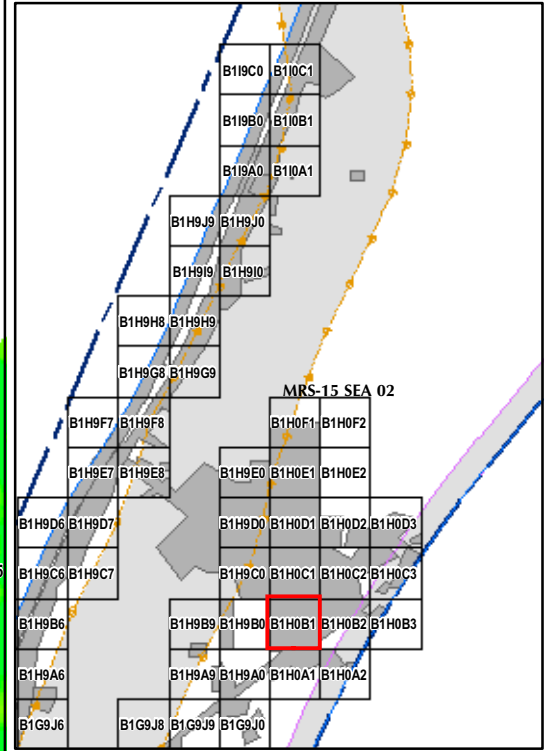 B1I9C0 B1I0C1
B1I9B0 B1I0B1
B1I9A0 B1I0A1
B1H9J9 B1H9J0
B1H9I9 B1H9I0
B1H9H8 B1H9H9
B1H9G8 B1H9G9
MRS-15 SEA 02
B1H9F7 B1H9F8 B1H0F1 B1H0F2
B1H9E7 B1H9E8 B1H9E0 B1H0E1 B1H0E2
B1H9D6 B1H9D7 B1H9D0 B1H0D1 B1H0D2 B1H0D3
B1H9C6 B1H9C7 B1H9C0 B1H0C1 B1H0C2 B1H0C3
B1H9B6 B1H9B9 B1H9B0 B1H0B1 B1H0B2 B1H0B3
B1H9A6 B1H9A9 B1H9A0 B1H0A1 B1H0A2
B1G9J6 B1G9J8 B1G9J9 B1G9J0